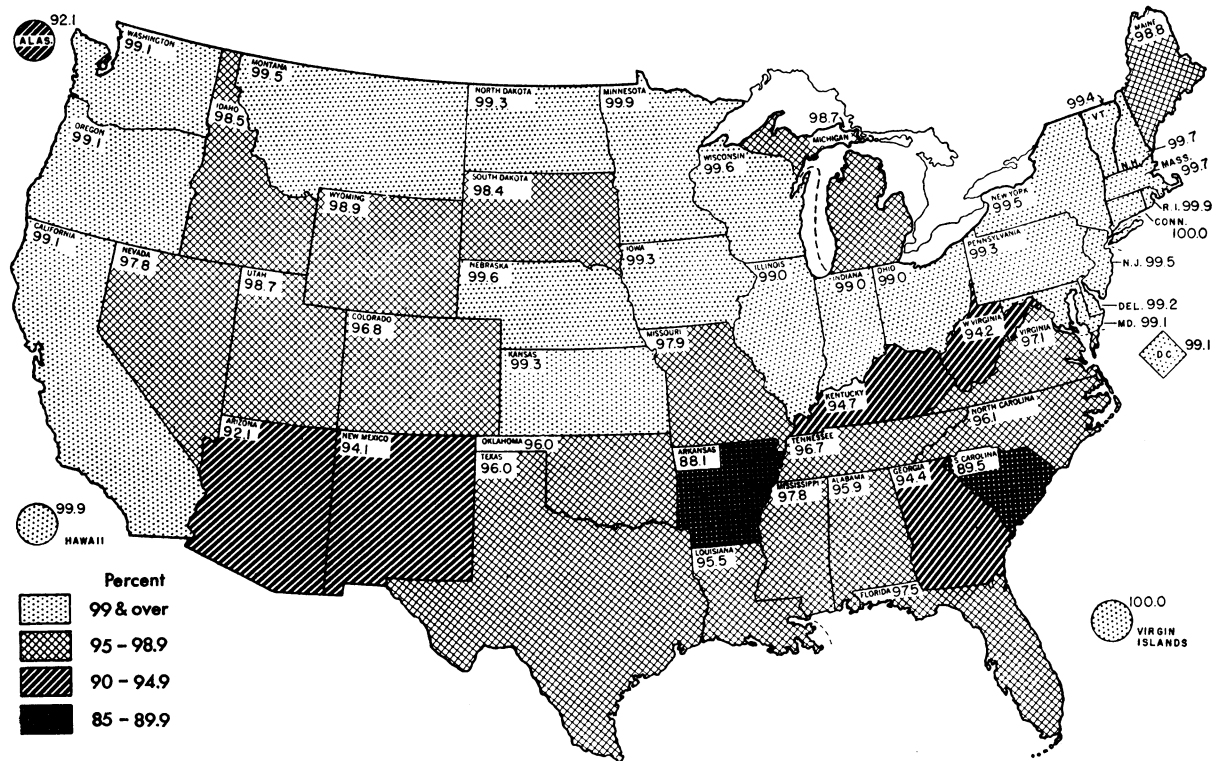 92.1
ALAS.
WASHINGTON
99.1
MONTANA
99.5
NORTH DAKOTA
99.3
MINNESOTA
99.9
MAINE
98.8
IDAHO
98.5
OREGON
99.1
98.7
MICHIGAN
99.4
VT.
WISCONSIN
99.6
N.H.
99.7
MASS.
99.7
SOUTH DAKOTA
98.4
WYOMING
98.9
NEW YORK
99.5
R.I. 99.9
CONN.
100.0
CALIFORNIA
99.1
NEVADA
97.8
UTAH
98.7
NEBRASKA
99.6
IOWA
99.3
ILLINOIS
99.0
INDIANA
99.0
OHIO
99.0
PENNSYLVANIA
99.3
N.J. 99.5
DEL. 99.2
MD. 99.1
COLORADO
96.8
KANSAS
99.3
MISSOURI
97.9
W VIRGINIA
94.2
VIRGINIA
97.1
99.1
D.C.
KENTUCKY
94.7
ARIZONA
92.1
NEW MEXICO
94.1
OKLAHOMA 96.0
TEXAS
96.0
ARKANSAS
88.1
TENNESSEE
96.7
NORTH CAROLINA
96.1
S CAROLINA
89.5
MISSISSIPPI
97.8
ALABAMA
95.9
GEORGIA
94.4
99.9
HAWAII
LOUISIANA
95.5
FLORIDA 97.5
100.0
VIRGIN
ISLANDS
Percent
99 & over
95 – 98.9
90 – 94.9
85 – 89.9